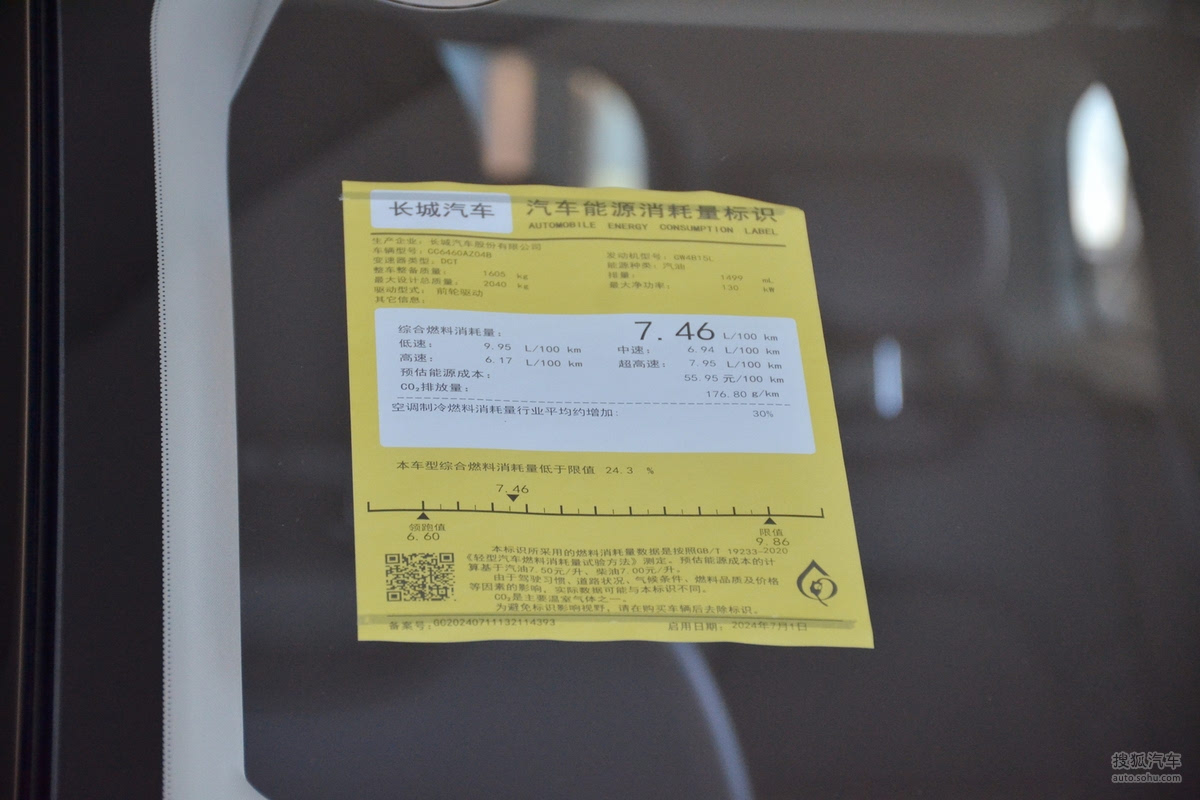 长城汽车 汽车能源消耗量标识
AUTOMOBILE ENERGY CONSUMPTION LABEL
生产企业：长城汽车股份有限公司
车辆型号：CC6460AZ04B 发动机型号：GW4B15L
变速器类型：DCT 能源种类：汽油
整车整备质量： 1605 kg 排量： 1499 mL
最大设计总质量： 2040 kg 最大净功率： 130 kW
驱动型式：前轮驱动
其它信息：
综合燃料消耗量： 7.46 L/100 km
低速： 9.95 L/100 km 中速： 6.94 L/100 km
高速： 6.17 L/100 km 超高速： 7.95 L/100 km
预估能源成本： 55.95 元/100 km
CO₂排放量： 176.80 g/km
空调制冷燃料消耗量行业平均约增加： 30%
本车型综合燃料消耗量低于限值 24.3 %
7.46
领跑值 限值
6.60 9.86
本标识所采用的燃料消耗量数据是按照GB/T 19233-2020
《轻型汽车燃料消耗量试验方法》测定。预估能源成本的计
算基于汽油7.50元/升、柴油7.00元/升。
由于驾驶习惯、道路状况、气候条件、燃料品质及价格
等因素的影响，实际数据可能与本标识不同。
CO₂是主要温室气体之一。
为避免标识影响视野，请在购买车辆后去除标识。
备案号：GG20240711132114393 启用日期：2024年7月1日
搜狐汽车
auto.sohu.com